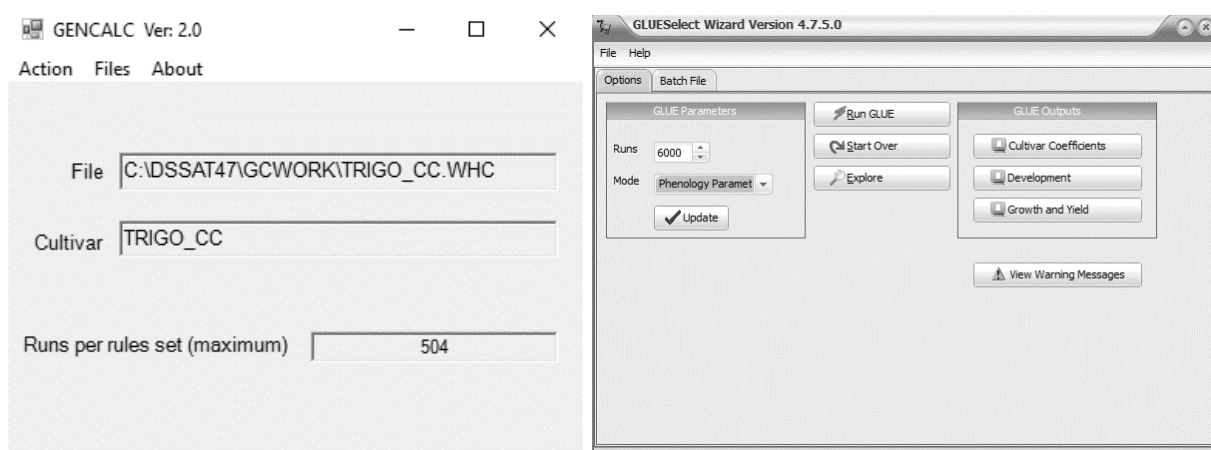 GENCALC Ver: 2.0
Action Files About
File C:\DSSAT47\GCWORK\TRIGO_CC.WHC
Cultivar TRIGO_CC
Runs per rules set (maximum) 504
GLUESelect Wizard Version 4.7.5.0
File Help
Options Batch File
GLUE Parameters
Runs 6000
Mode Phenology Paramet
Update
Run GLUE
Start Over
Explore
GLUE Outputs
Cultivar Coefficients
Development
Growth and Yield
View Warning Messages